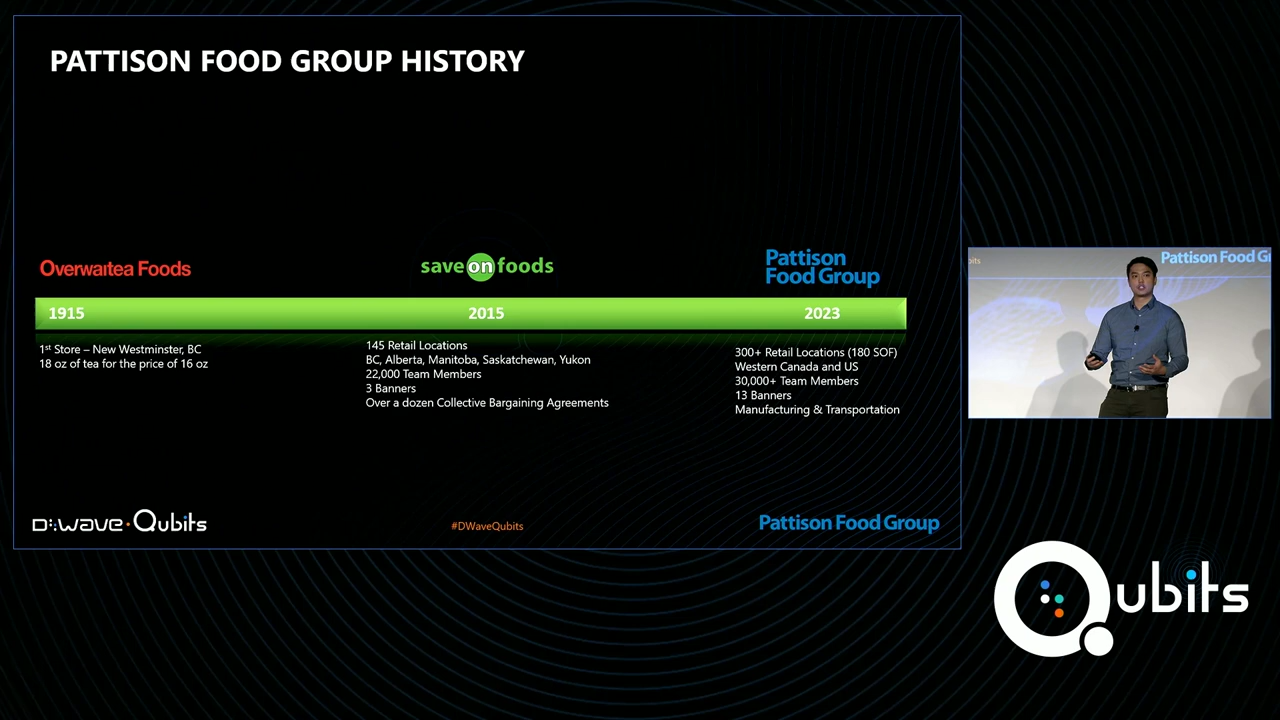 PATTISON FOOD GROUP HISTORY
Overwaitea Foods
save on foods
Pattison
Food Group
1915
2015
2023
1st Store – New Westminster, BC
18 oz of tea for the price of 16 oz
145 Retail Locations
BC, Alberta, Manitoba, Saskatchewan, Yukon
22,000 Team Members
3 Banners
Over a dozen Collective Bargaining Agreements
300+ Retail Locations (180 SOF)
Western Canada and US
30,000+ Team Members
13 Banners
Manufacturing & Transportation
D:wave Qubits
#DWaveQubits
Pattison Food Group
bits
Pattison Food G
Qubits